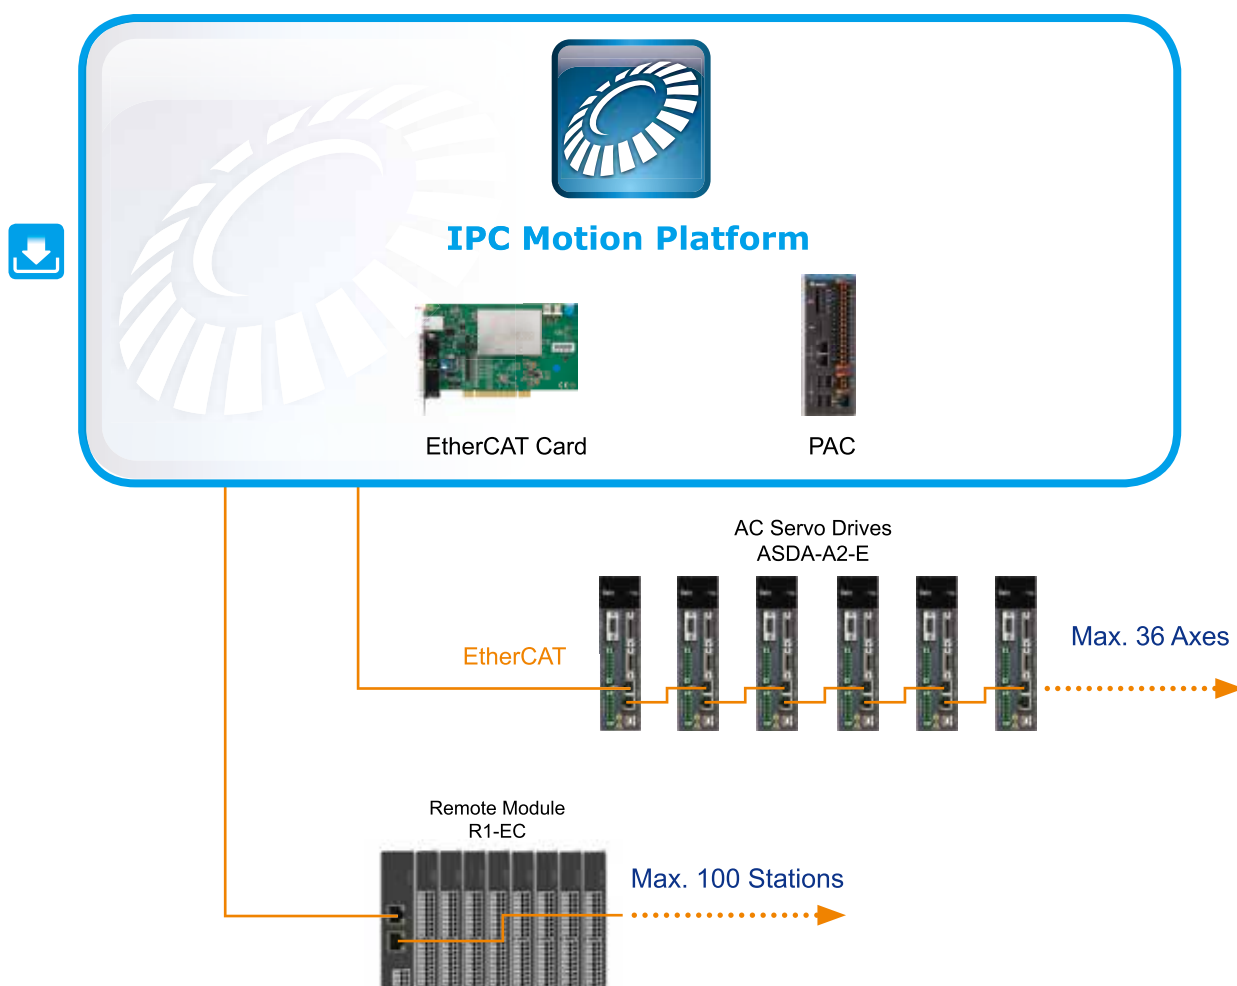 IPC Motion Platform
EtherCAT Card
PAC
AC Servo Drives
ASDA-A2-E
EtherCAT
Max. 36 Axes
Remote Module
R1-EC
Max. 100 Stations